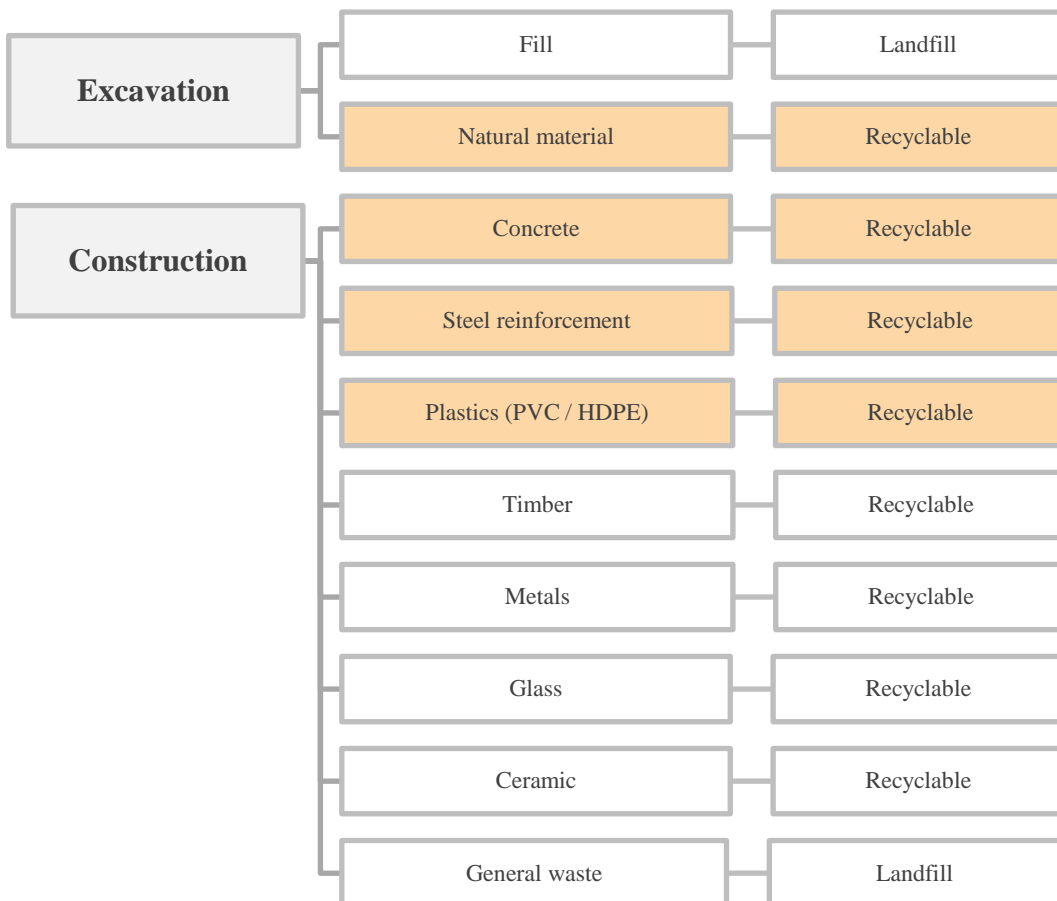 Excavation
Fill
Landfill
Natural material
Recyclable
Construction
Concrete
Recyclable
Steel reinforcement
Recyclable
Plastics (PVC / HDPE)
Recyclable
Timber
Recyclable
Metals
Recyclable
Glass
Recyclable
Ceramic
Recyclable
General waste
Landfill